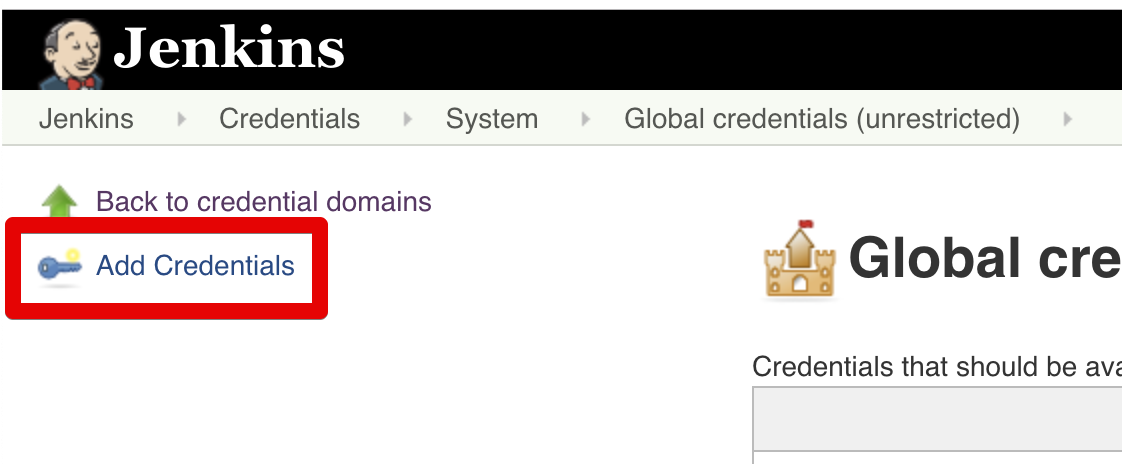 Jenkins
Jenkins Credentials System Global credentials (unrestricted)
Back to credential domains
Add Credentials
Global cre
Credentials that should be ava